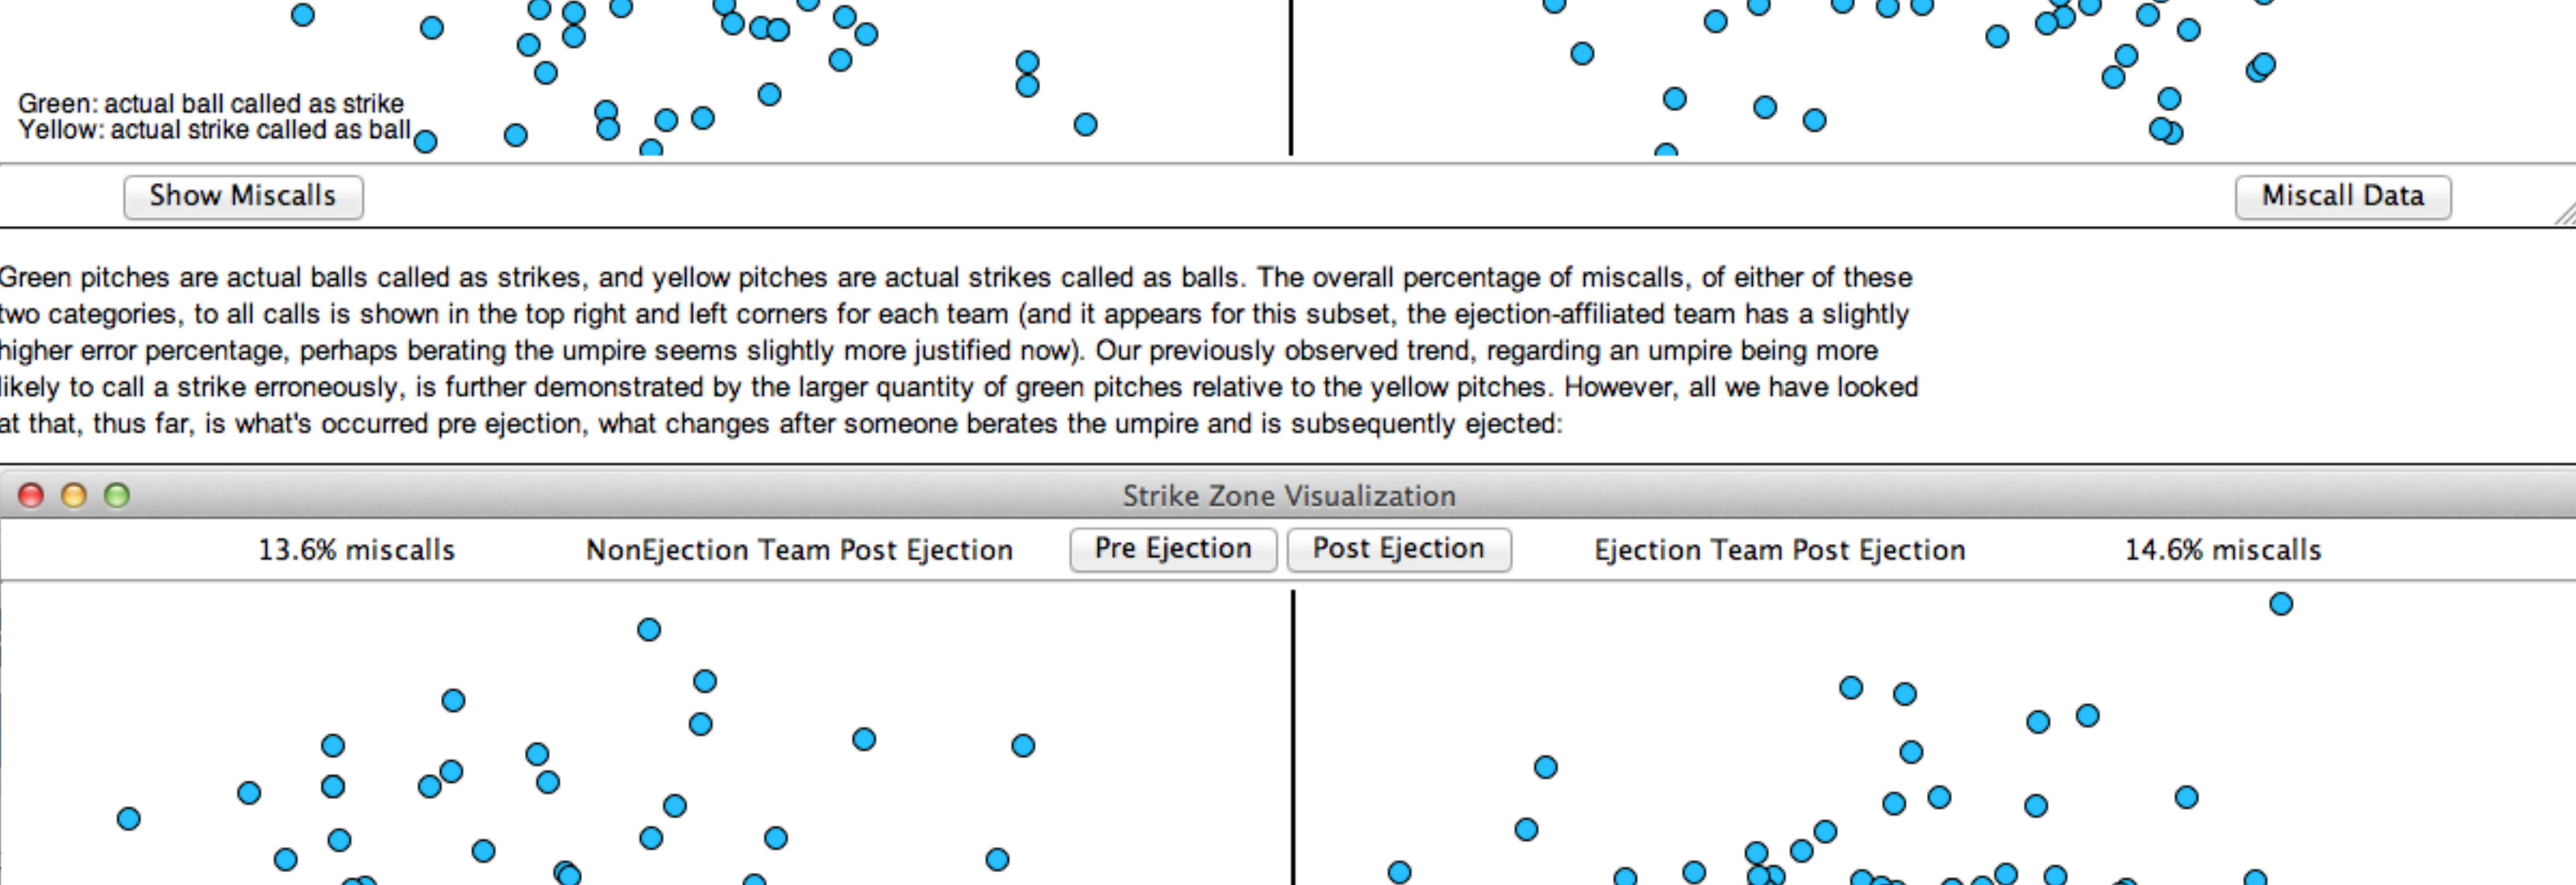 Green: actual ball called as strike
Yellow: actual strike called as ball
Show Miscalls
Miscall Data
Green pitches are actual balls called as strikes, and yellow pitches are actual strikes called as balls. The overall percentage of miscalls, of either of these
two categories, to all calls is shown in the top right and left corners for each team (and it appears for this subset, the ejection-affiliated team has a slightly
higher error percentage, perhaps berating the umpire seems slightly more justified now). Our previously observed trend, regarding an umpire being more
likely to call a strike erroneously, is further demonstrated by the larger quantity of green pitches relative to the yellow pitches. However, all we have looked
at that, thus far, is what's occurred pre ejection, what changes after someone berates the umpire and is subsequently ejected:
Strike Zone Visualization
13.6% miscalls
NonEjection Team Post Ejection
Pre Ejection
Post Ejection
Ejection Team Post Ejection
14.6% miscalls